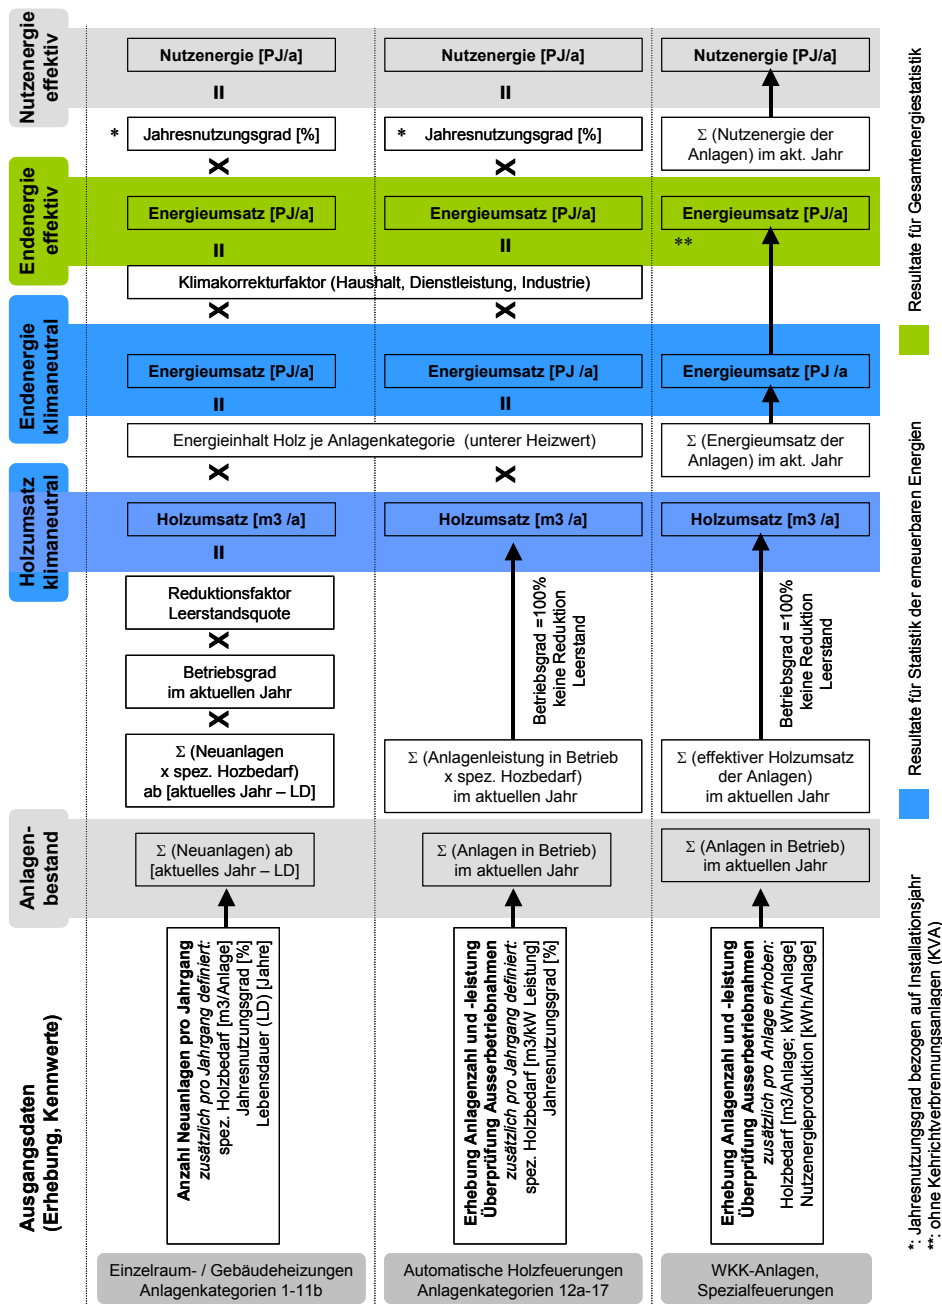 Nutzenergie
effektiv
Nutzenergie [PJ/a]
Nutzenergie [PJ/a]
Nutzenergie [PJ/a]
=
=
* Jahresnutzungsgrad [%]
* Jahresnutzungsgrad [%]
Σ (Nutzenergie der
Anlagen) im akt. Jahr
X
X
Endenergie
effektiv
Energieumsatz [PJ/a]
Energieumsatz [PJ/a]
Energieumsatz [PJ/a]
=
=
**
Klimakorrekturfaktor (Haushalt, Dienstleistung, Industrie)
X
X
Endenergie
klimaneutral
Energieumsatz [PJ/a]
Energieumsatz [PJ /a]
Energieumsatz [PJ /a
=
=
Energieinhalt Holz je Anlagenkategorie (unterer Heizwert)
Σ (Energieumsatz der
Anlagen) im akt. Jahr
X
X
Holzumsatz
klimaneutral
Holzumsatz [m3 /a]
Holzumsatz [m3 /a]
Holzumsatz [m3 /a]
=
Reduktionsfaktor
Leerstandsquote
X
Betriebsgrad
im aktuellen Jahr
X
Σ (Neuanlagen
x spez. Hozbedarf)
ab [aktuelles Jahr – LD]
Betriebsgrad =100%
keine Reduktion
Leerstand
Σ (Anlagenleistung in Betrieb
x spez. Hozbedarf)
im aktuellen Jahr
Betriebsgrad =100%
keine Reduktion
Leerstand
Σ (effektiver Holzumsatz
der Anlagen)
im aktuellen Jahr
Anlagen-
bestand
Σ (Neuanlagen) ab
[aktuelles Jahr – LD]
Σ (Anlagen in Betrieb)
im aktuellen Jahr
Σ (Anlagen in Betrieb)
im aktuellen Jahr
Ausgangsdaten
(Erhebung, Kennwerte)
Anzahl Neuanlagen pro Jahrgang
zusätzlich pro Jahrgang definiert:
spez. Holzbedarf [m3/Anlage]
Jahresnutzungsgrad [%]
Lebensdauer (LD) [Jahre]
Erhebung Anlagenzahl und -leistung
Überprüfung Ausserbetriebnahmen
zusätzlich pro Jahrgang definiert:
spez. Holzbedarf [m3/kW Leistung]
Jahresnutzungsgrad [%]
Erhebung Anlagenzahl und -leistung
Überprüfung Ausserbetriebnahmen
zusätzlich pro Anlage erhoben:
Holzbedarf [m3/Anlage; kWh/Anlage]
Nutzenergieproduktion [kWh/Anlage]
Einzelraum- / Gebäudeheizungen
Anlagenkategorien 1-11b
Automatische Holzfeuerungen
Anlagenkategorien 12a-17
WKK-Anlagen,
Spezialfeuerungen
Resultate für Gesamtenergiestatistik
Resultate für Statistik der erneuerbaren Energien
*: Jahresnutzungsgrad bezogen auf Installationsjahr
**: ohne Kehrichtverbrennungsanlagen (KVA)